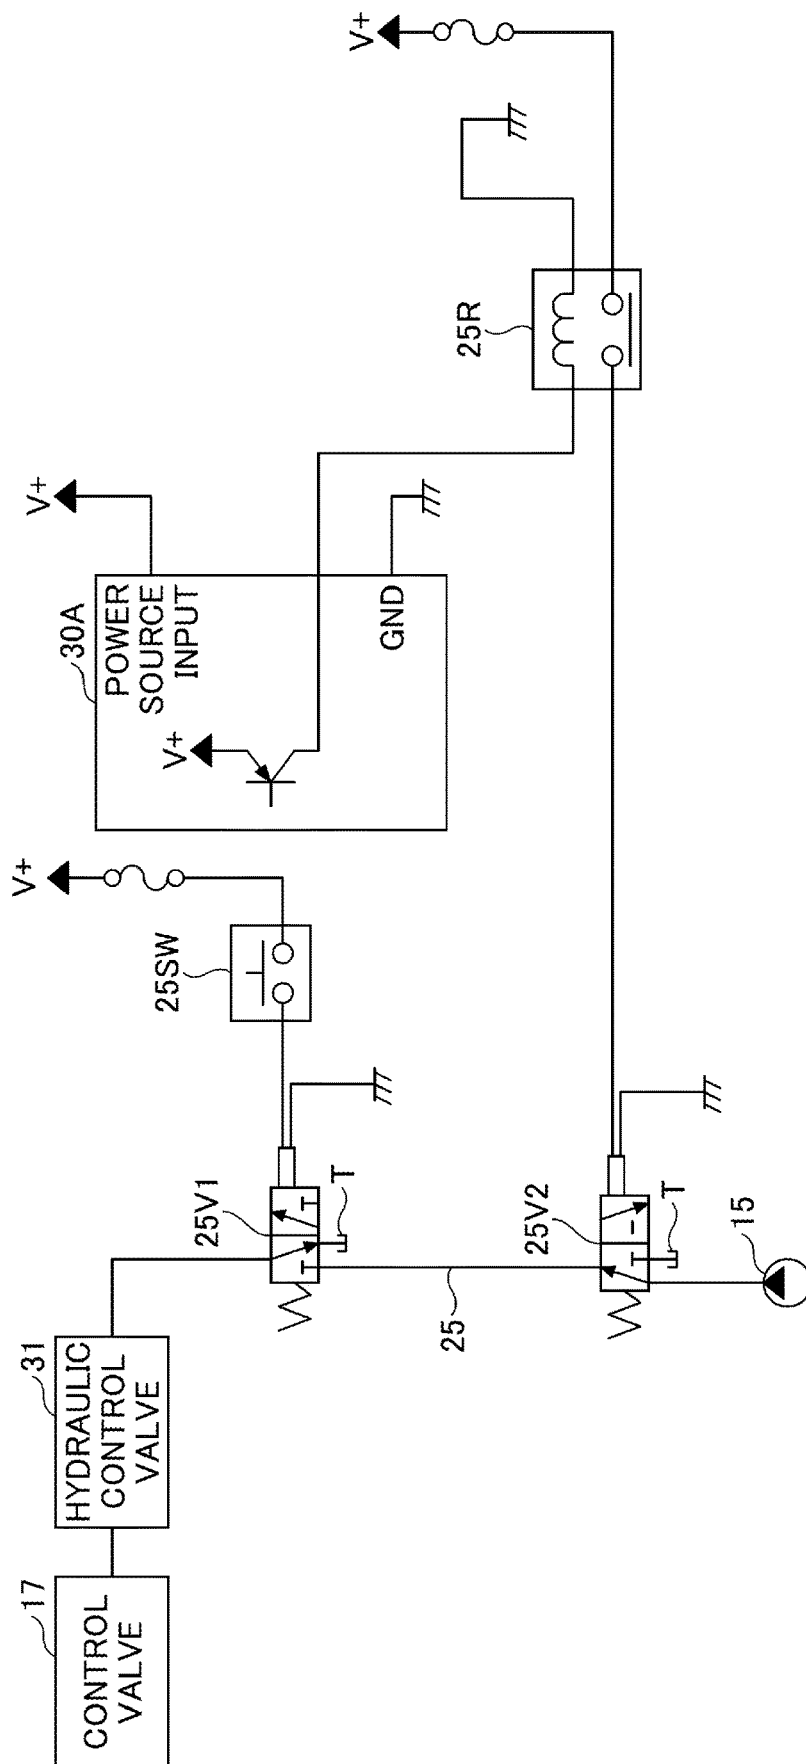 17
CONTROL
VALVE
31
HYDRAULIC
CONTROL
VALVE
25V1
T
25SW
V+
30A
POWER
SOURCE
INPUT
V+
GND
V+
25
25V2
T
15
25R
V+